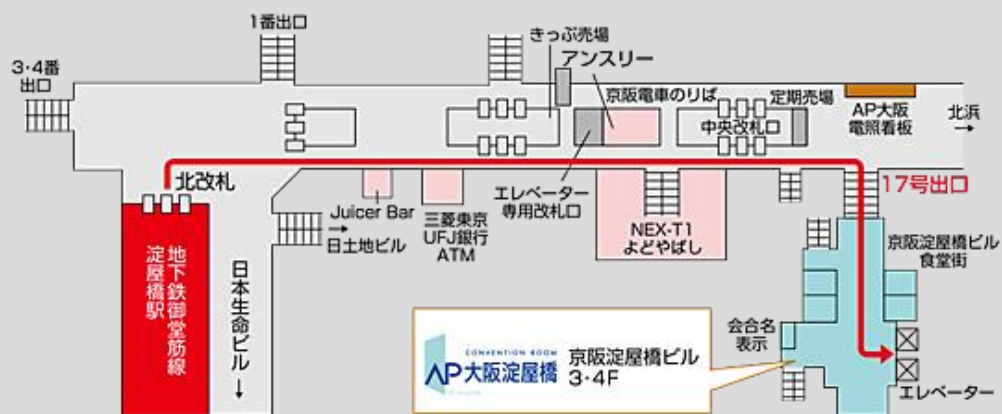 1番出口
きっぷ売場
アンスリー
3・4番
出口
京阪電車のりば
定期売場
中央改札口
AP大阪
電照看板
北浜
→
北改札
17号出口
Juicer Bar
→
日土地ビル
三菱東京
UFJ銀行
ATM
エレベーター
専用改札口
NEX-T1
よどやばし
京阪淀屋橋ビル
食堂街
地下鉄御堂筋線
淀屋橋駅
日本生命ビル→
会合名
表示
CONVENTION ROOM
AP大阪淀屋橋
京阪淀屋橋ビル
3・4F
エレベーター